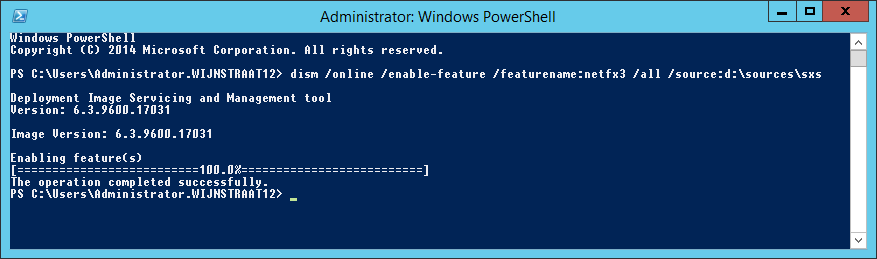 Administrator: Windows PowerShell
Windows PowerShell
Copyright (C) 2014 Microsoft Corporation. All rights reserved.
PS C:\Users\Administrator.WIJNSTRAAT12> dism /online /enable-feature /featurename:netfx3 /all /source:d:\sources\sxs
Deployment Image Servicing and Management tool
Version: 6.3.9600.17031
Image Version: 6.3.9600.17031
Enabling feature(s)
[==========================100.0%==========================]
The operation completed successfully.
PS C:\Users\Administrator.WIJNSTRAAT12> _